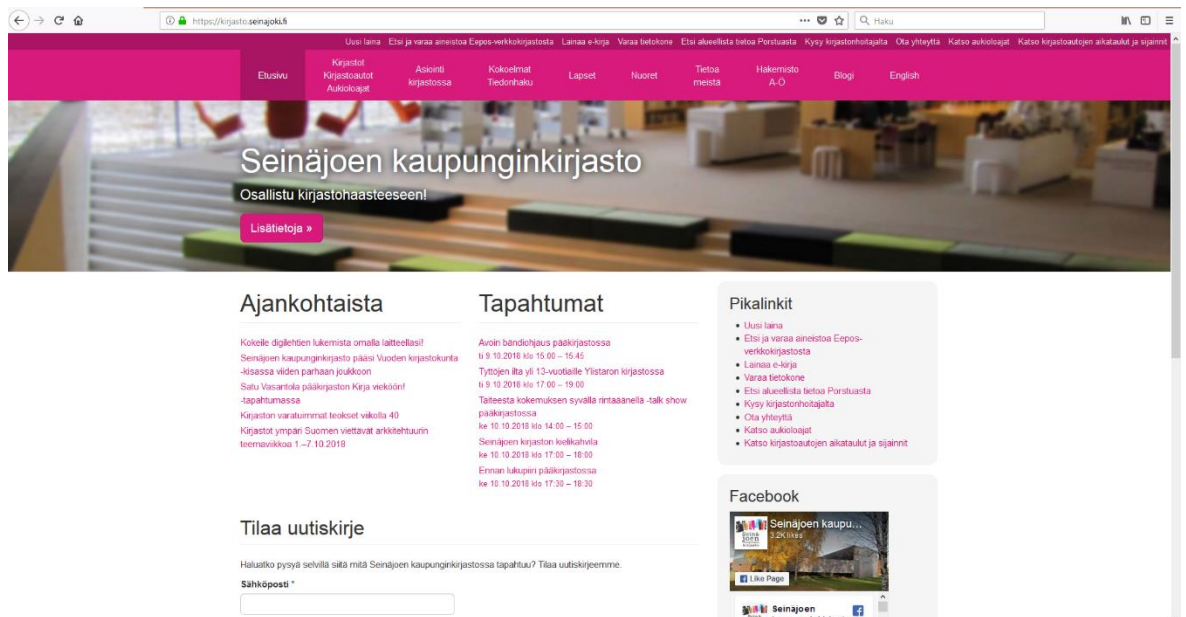 https://kirjasto.seinajoki.fi
Haku
Uusi laina Etsi ja varaa aineistoa Eepos-verkkokirjastosta Lainaa e-kirja Varaa tietokone Etsi alueellista tietoa Porstuasta Kysy kirjastonhoitajalta Ota yhteyttä Katso aukioloajat Katso kirjastoautojen aikataulut ja sijainnit
Etusivu
Kirjastot
Kirjastoautot
Aukioloajat
Asiointi
kirjastossa
Kokoelmat
Tiedonhaku
Lapset
Nuoret
Tietoa
meistä
Hakemisto
A-Ö
Blogi
English
Seinäjoen kaupunginkirjasto
Osallistu kirjastohaasteeseen!
Lisätietoja »
Ajankohtaista
Kokeile digilehtien lukemista omalla laitteellasi!
Seinäjoen kaupunginkirjasto pääsi Vuoden kirjastokunta
-kisassa viiden parhaan joukkoon
Satu Vasantola pääkirjaston Kirja vieköön!
-tapahtumassa
Kirjaston varatuimmat teokset viikolla 40
Kirjastot ympäri Suomen viettävät arkkitehtuurin
teemaviikkoa 1.–7.10.2018
Tapahtumat
Avoin bändiohjaus pääkirjastossa
ti 9.10.2018 klo 15:00 – 15:45
Tyttöjen ilta yli 13-vuotiaille Ylistaron kirjastossa
ti 9.10.2018 klo 17:00 – 19:00
Taiteesta kokemuksen syvällä rintaäänellä -talk show
pääkirjastossa
ke 10.10.2018 klo 14:00 – 15:00
Seinäjoen kirjaston kielikahvila
ke 10.10.2018 klo 17:00 – 18:00
Ennan lukupiiri pääkirjastossa
ke 10.10.2018 klo 17:30 – 18:30
Pikalinkit
Uusi laina
Etsi ja varaa aineistoa Eepos-
verkkokirjastosta
Lainaa e-kirja
Varaa tietokone
Etsi alueellista tietoa Porstuasta
Kysy kirjastonhoitajalta
Ota yhteyttä
Katso aukioloajat
Katso kirjastoautojen aikataulut ja sijainnit
Tilaa uutiskirje
Haluatko pysyä selvillä siitä mitä Seinäjoen kaupunginkirjastossa tapahtuu? Tilaa uutiskirjeemme.
Sähköposti *
Facebook
Seinäjoen kaupu...
3.2K likes
Like Page
Seinäjoen